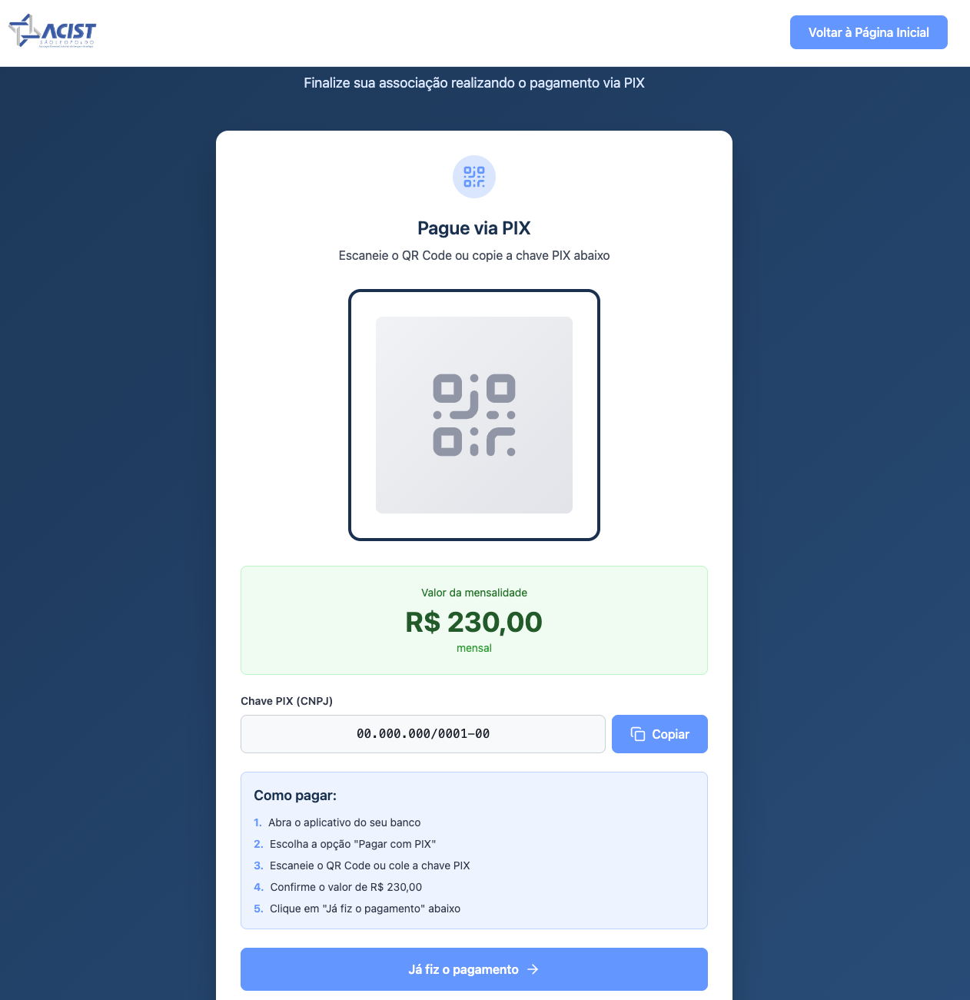 ACIST
SÃO LEOPOLDO
Voltar à Página Inicial
Finalize sua associação realizando o pagamento via PIX
Pague via PIX
Escaneie o QR Code ou copie a chave PIX abaixo
Valor da mensalidade
R$ 230,00
mensal
Chave PIX (CNPJ)
00.000.000/0001-00
Copiar
Como pagar:
1. Abra o aplicativo do seu banco
2. Escolha a opção "Pagar com PIX"
3. Escaneie o QR Code ou cole a chave PIX
4. Confirme o valor de R$ 230,00
5. Clique em "Já fiz o pagamento" abaixo
Já fiz o pagamento